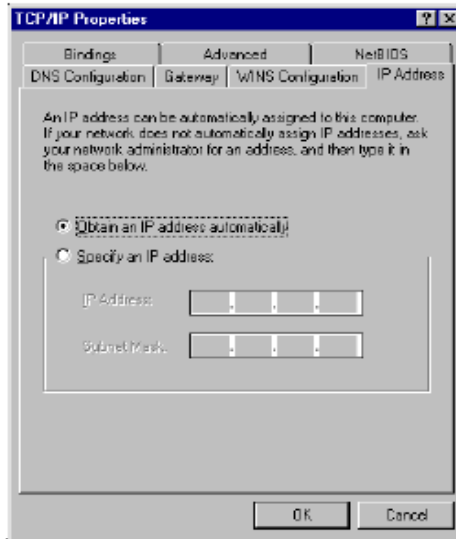 TCP/IP Properties
Bindings Advanced NetBIOS
DNS Configuration Gateway WINS Configuration IP Address
An IP address can be automatically assigned to this computer.
If your network does not automatically assign IP addresses, ask
your network administrator for an address, and then type it in
the space below.
Obtain an IP address automatically
Specify an IP address:
IP Address:
Subnet Mask:
OK Cancel